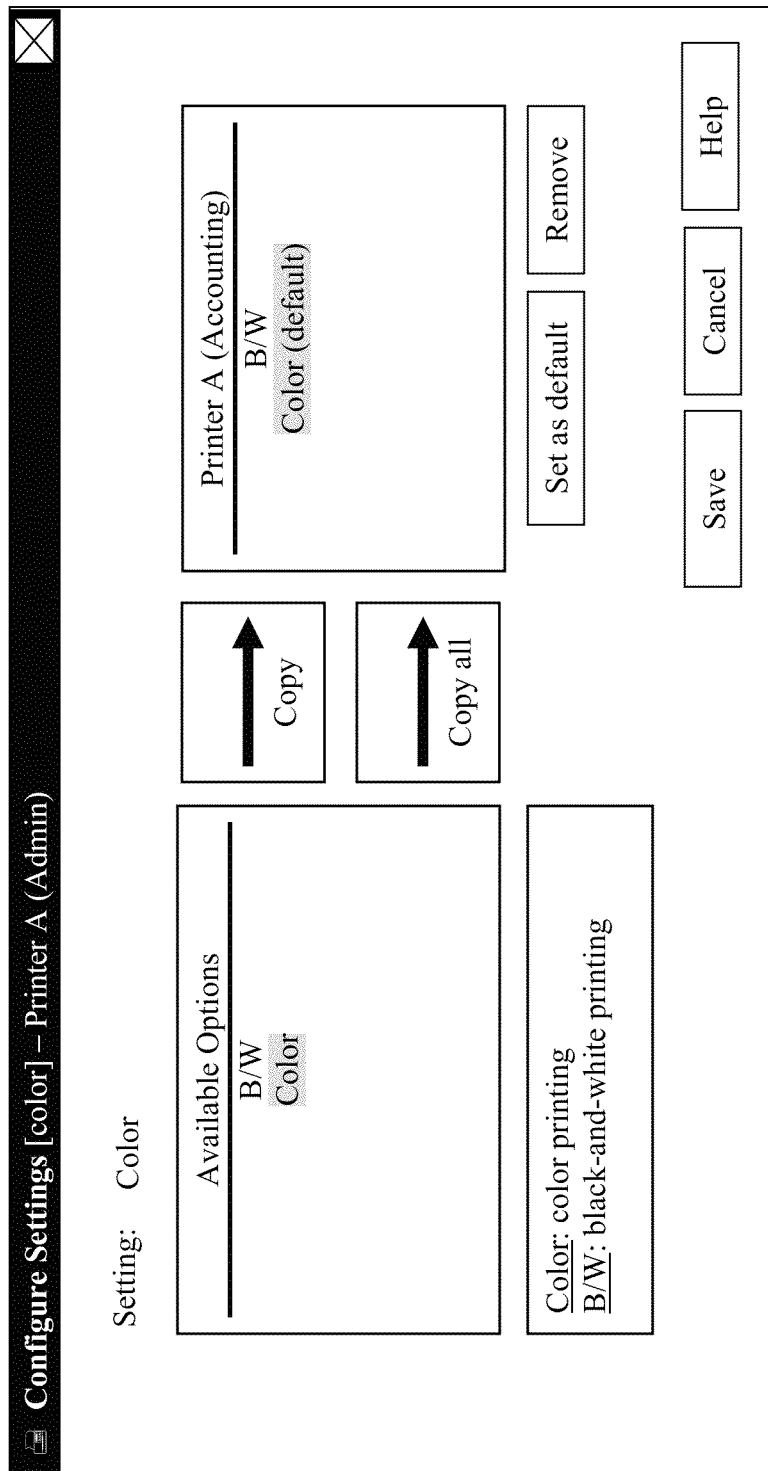 Configure Settings [color] – Printer A (Admin)
Setting: Color
Available Options
B/W
Color
Copy
Copy all
Printer A (Accounting)
B/W
Color (default)
Set as default
Remove
Color: color printing
B/W: black-and-white printing
Save
Cancel
Help